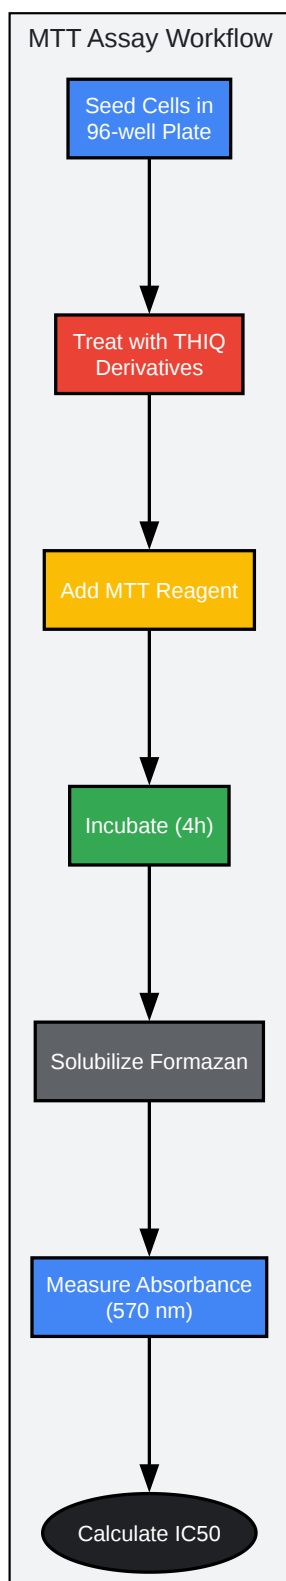 MTT Assay Workflow
Seed Cells in
96-well Plate
Treat with THIQ
Derivatives
Add MTT Reagent
Incubate (4h)
Solubilize Formazan
Measure Absorbance
(570 nm)
Calculate IC50